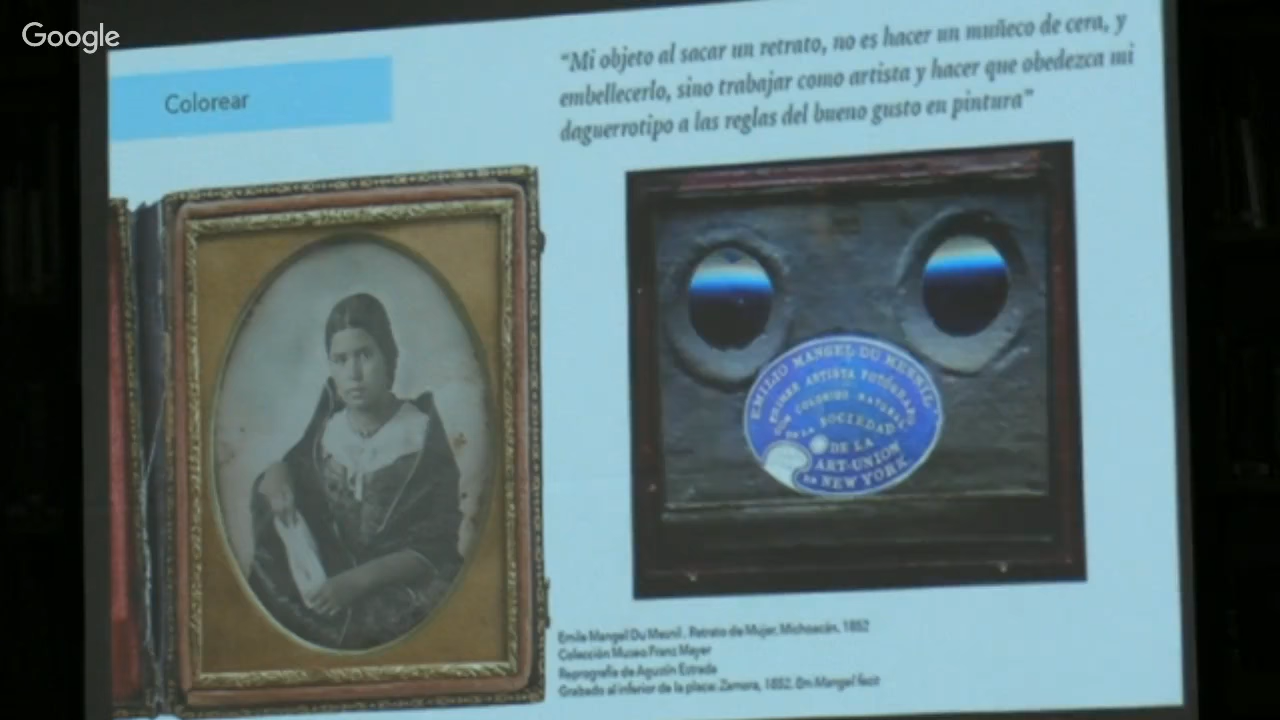 Google
Colorear
“Mi objeto al sacar un retrato, no es hacer un muñeco de cera, y
embellecerlo, sino trabajar como artista y hacer que obedezca mi
daguerrotipo a las reglas del bueno gusto en pintura”
EMILIO MANGEL DU MESNIL
PRIMER ARTISTA FOTÓGRAFO
CON COLORIDO
DE LA SOCIEDAD
DE LA
ART-UNION
DE NEW YORK
Emile Mangel Du Mesnil. Retrato de Mujer, Michoacán, 1852
Colección Museo Franz Mayer
Reprografía de Agustín Estrada
Grabado al inferior de la placa: Zamora, 1852. Em Mangel fecit